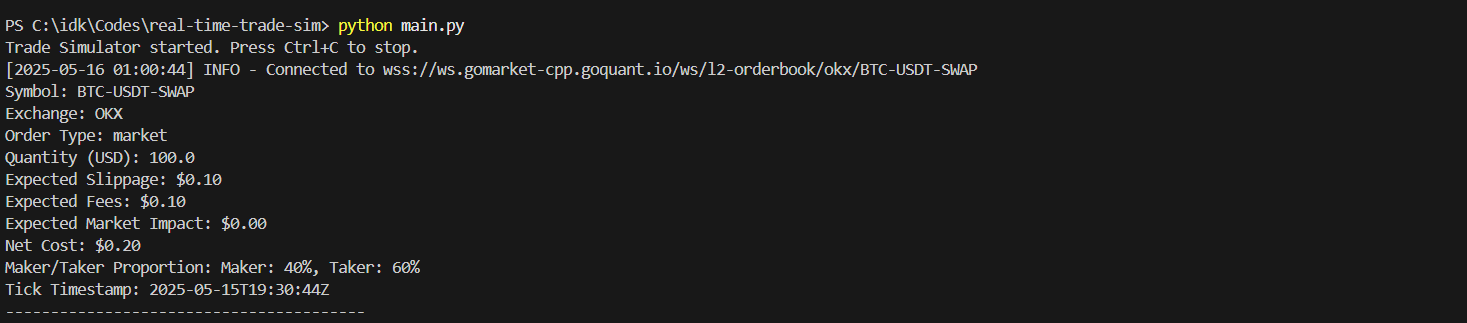 PS C:\idk\Codes\real-time-trade-sim> python main.py
Trade Simulator started. Press Ctrl+C to stop.
[2025-05-16 01:00:44] INFO - Connected to wss://ws.gomarket-cpp.goquant.io/ws/l2-orderbook/okx/BTC-USDT-SWAP
Symbol: BTC-USDT-SWAP
Exchange: OKX
Order Type: market
Quantity (USD): 100.0
Expected Slippage: $0.10
Expected Fees: $0.10
Expected Market Impact: $0.00
Net Cost: $0.20
Maker/Taker Proportion: Maker: 40%, Taker: 60%
Tick Timestamp: 2025-05-15T19:30:44Z
----------------------------------------